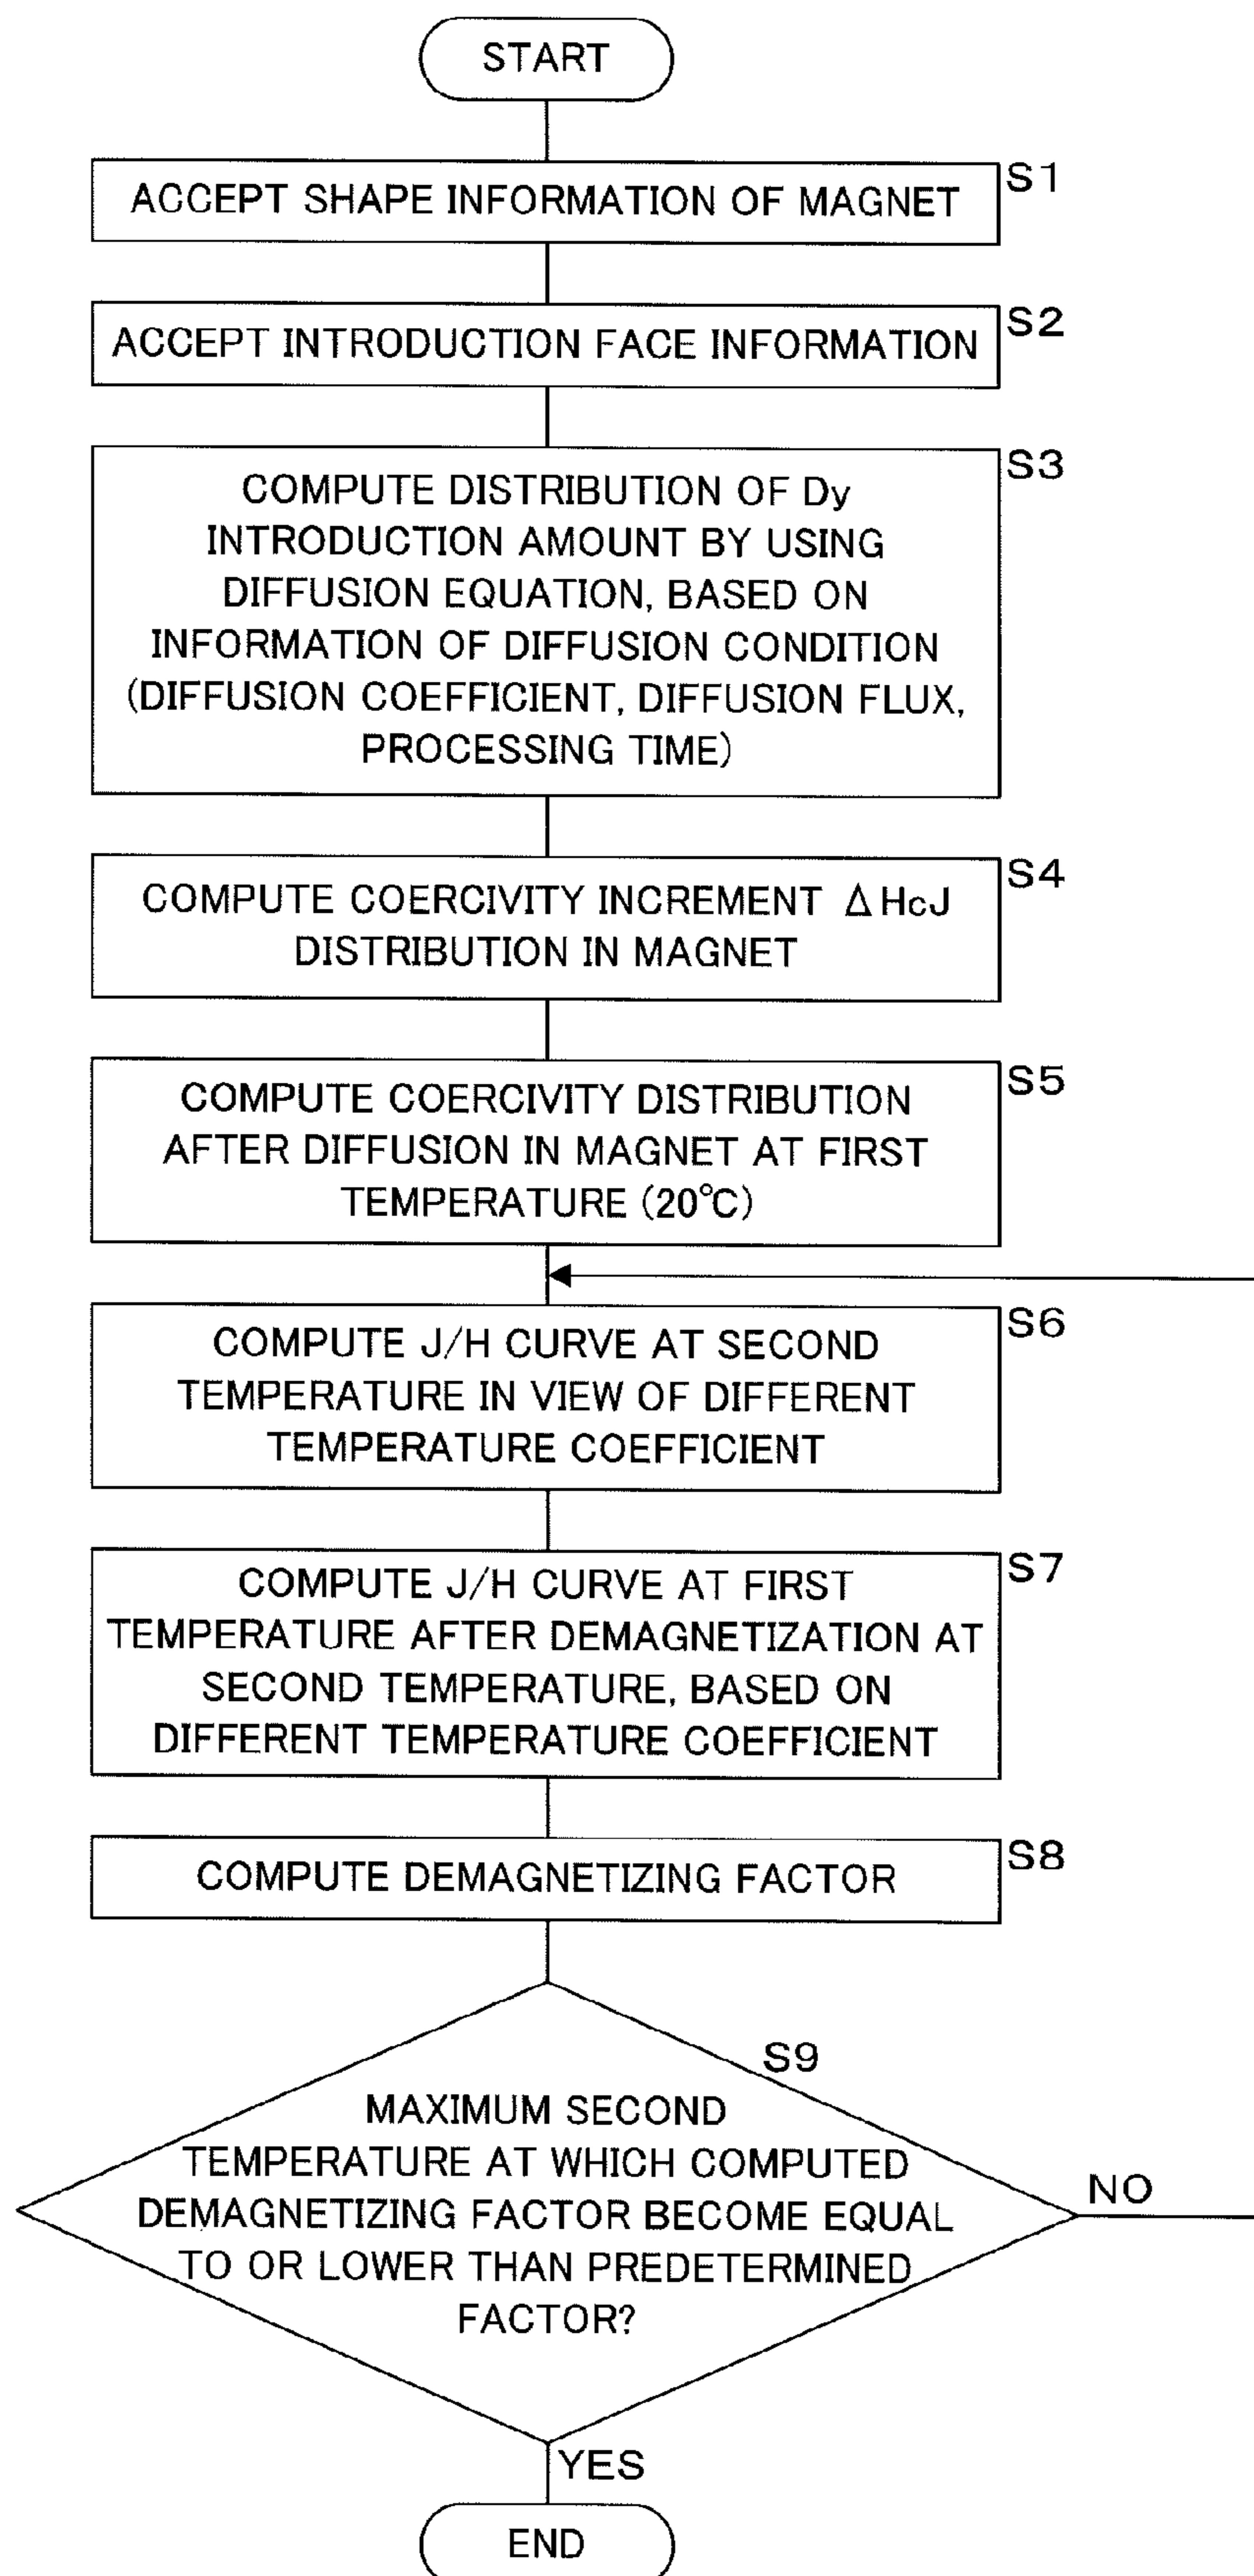 START
S1
ACCEPT SHAPE INFORMATION OF MAGNET
S2
ACCEPT INTRODUCTION FACE INFORMATION
S3
COMPUTE DISTRIBUTION OF Dy
INTRODUCTION AMOUNT BY USING
DIFFUSION EQUATION, BASED ON
INFORMATION OF DIFFUSION CONDITION
(DIFFUSION COEFFICIENT, DIFFUSION FLUX,
PROCESSING TIME)
S4
COMPUTE COERCIVITY INCREMENT ΔHcJ
DISTRIBUTION IN MAGNET
S5
COMPUTE COERCIVITY DISTRIBUTION
AFTER DIFFUSION IN MAGNET AT FIRST
TEMPERATURE (20℃)
S6
COMPUTE J/H CURVE AT SECOND
TEMPERATURE IN VIEW OF DIFFERENT
TEMPERATURE COEFFICIENT
S7
COMPUTE J/H CURVE AT FIRST
TEMPERATURE AFTER DEMAGNETIZATION AT
SECOND TEMPERATURE, BASED ON
DIFFERENT TEMPERATURE COEFFICIENT
S8
COMPUTE DEMAGNETIZING FACTOR
S9
MAXIMUM SECOND
TEMPERATURE AT WHICH COMPUTED
DEMAGNETIZING FACTOR BECOME EQUAL
TO OR LOWER THAN PREDETERMINED
FACTOR?
NO
YES
END